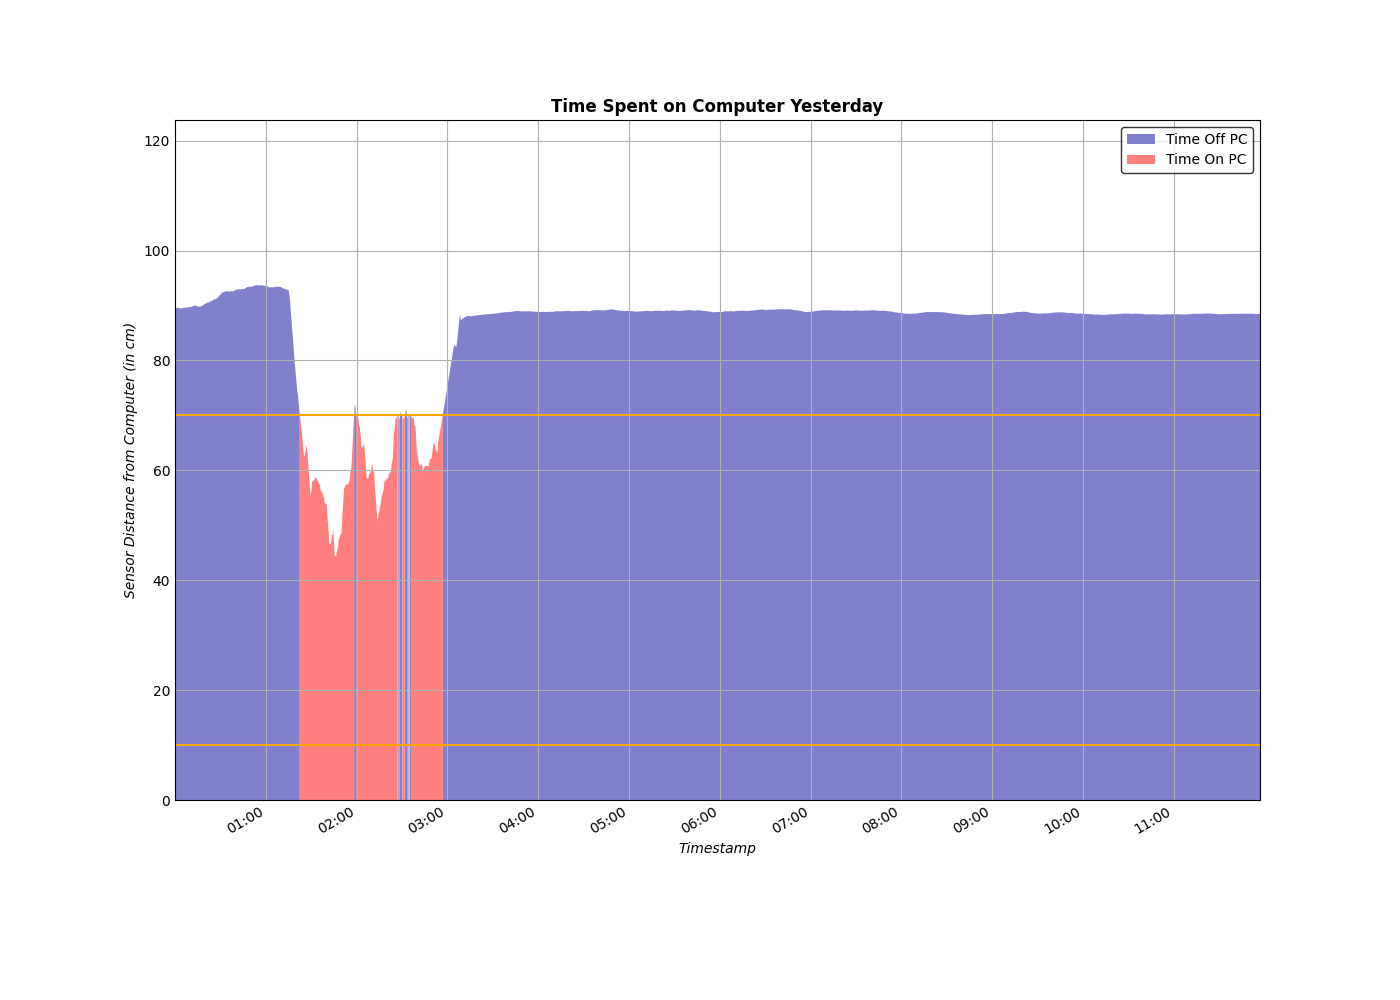 Time Spent on Computer Yesterday
Time Off PC
Time On PC
Sensor Distance from Computer (in cm)
120
100
80
60
40
20
0
01:00 02:00 03:00 04:00 05:00 06:00 07:00 08:00 09:00 10:00 11:00
Timestamp